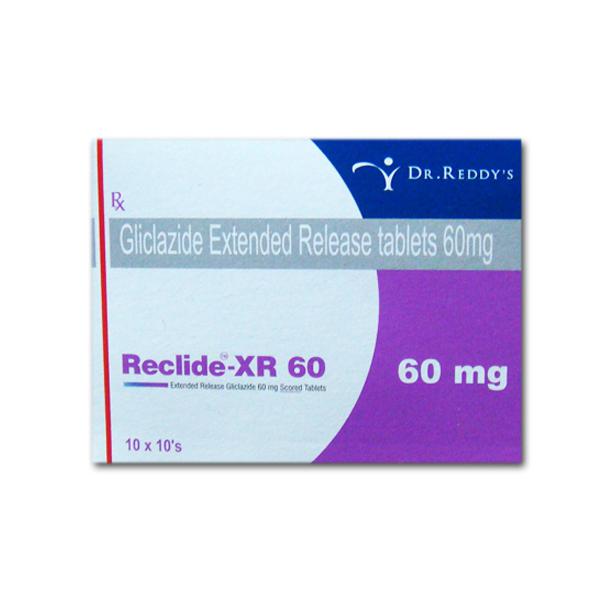 DR.REDDY'S
Rx
Gliclazide Extended Release tablets 60mg
Reclide™-XR 60
Extended Release Gliclazide 60 mg Scored Tablets
60 mg
10 x 10's